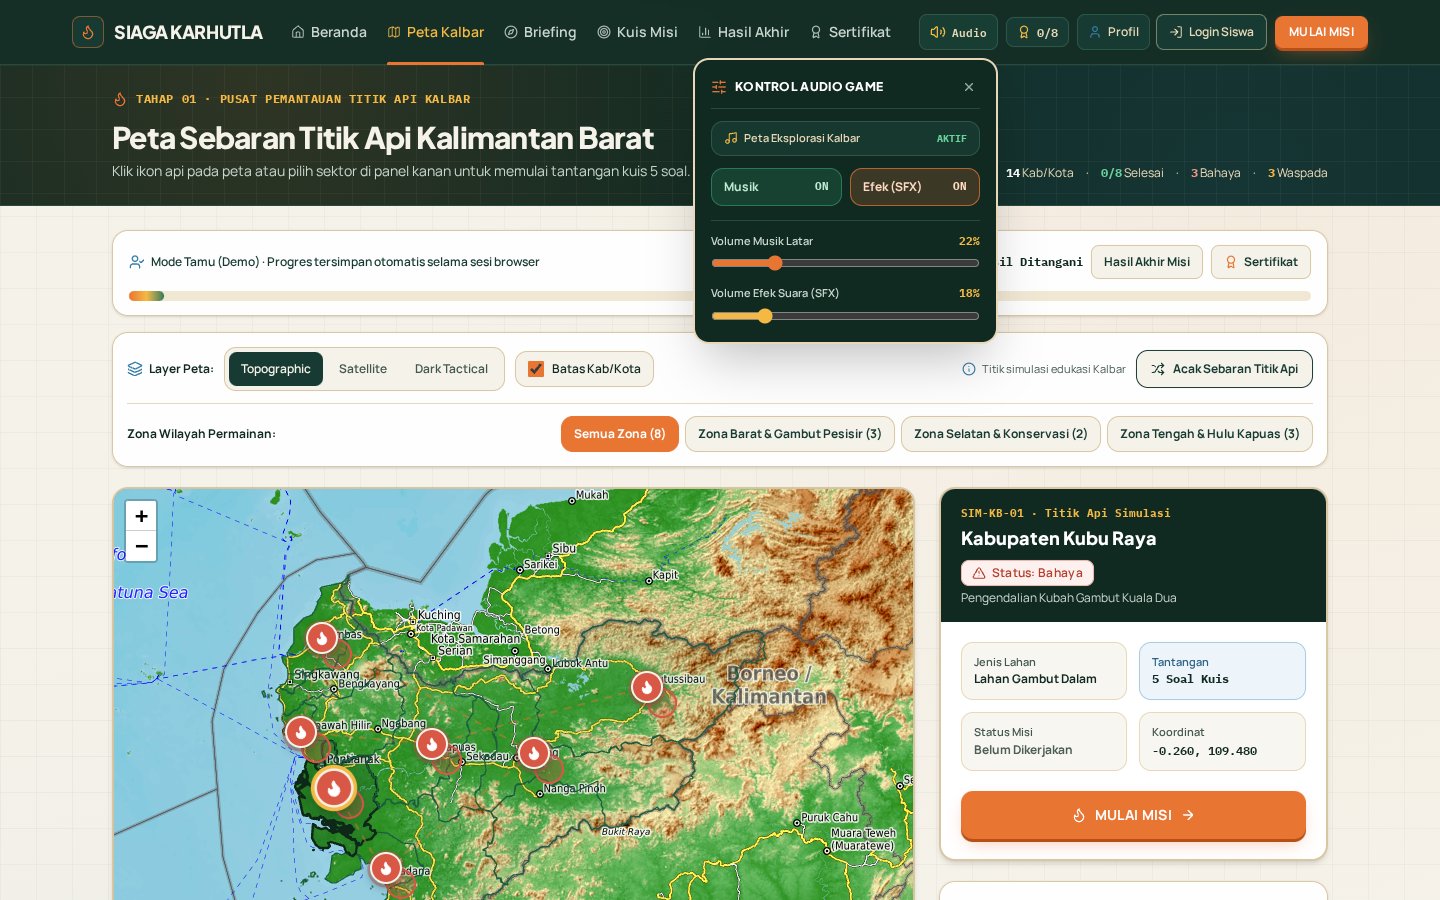 SIAGA KARHUTLA
Beranda
Peta Kalbar
Briefing
Kuis Misi
Hasil Akhir
Sertifikat
Audio
0/8
Profil
Login Siswa
MULAI MISI
TAHAP 01 · PUSAT PEMANTAUAN TITIK API KALBAR
Peta Sebaran Titik Api Kalimantan Barat
Klik ikon api pada peta atau pilih sektor di panel kanan untuk memulai tantangan kuis 5 soal.
14 Kab/Kota · 0/8 Selesai · 3 Bahaya · 3 Waspada
KONTROL AUDIO GAME
Peta Eksplorasi Kalbar
AKTIF
Musik ON
Efek (SFX) ON
Volume Musik Latar 22%
Volume Efek Suara (SFX) 18%
Mode Tamu (Demo) · Progres tersimpan otomatis selama sesi browser
il Ditangani
Hasil Akhir Misi
Sertifikat
Layer Peta:
Topographic
Satellite
Dark Tactical
Batas Kab/Kota
Titik simulasi edukasi Kalbar
Acak Sebaran Titik Api
Zona Wilayah Permainan:
Semua Zona (8)
Zona Barat & Gambut Pesisir (3)
Zona Selatan & Konservasi (2)
Zona Tengah & Hulu Kapuas (3)
+
−
Mukah
Sibu
Sarikei
Kapit
atuna Sea
Kuching
Kota Padawan
Kota Samarahan
Serian
Betong
Simanggang
Lubok Antu
mbas
Singkawang
Bengkayang
Borneo /
Kalimantan
tussibau
pawah Hilir
Ngabang
puas
Sekadau
Pontianak
Nanga Pinoh
Bukit Raya
Puruk Cahu
Muara Teweh
(Muaratewe)
dara
SIM-KB-01 · Titik Api Simulasi
Kabupaten Kubu Raya
Status: Bahaya
Pengendalian Kubah Gambut Kuala Dua
Jenis Lahan
Lahan Gambut Dalam
Tantangan
5 Soal Kuis
Status Misi
Belum Dikerjakan
Koordinat
-0.260, 109.480
MULAI MISI